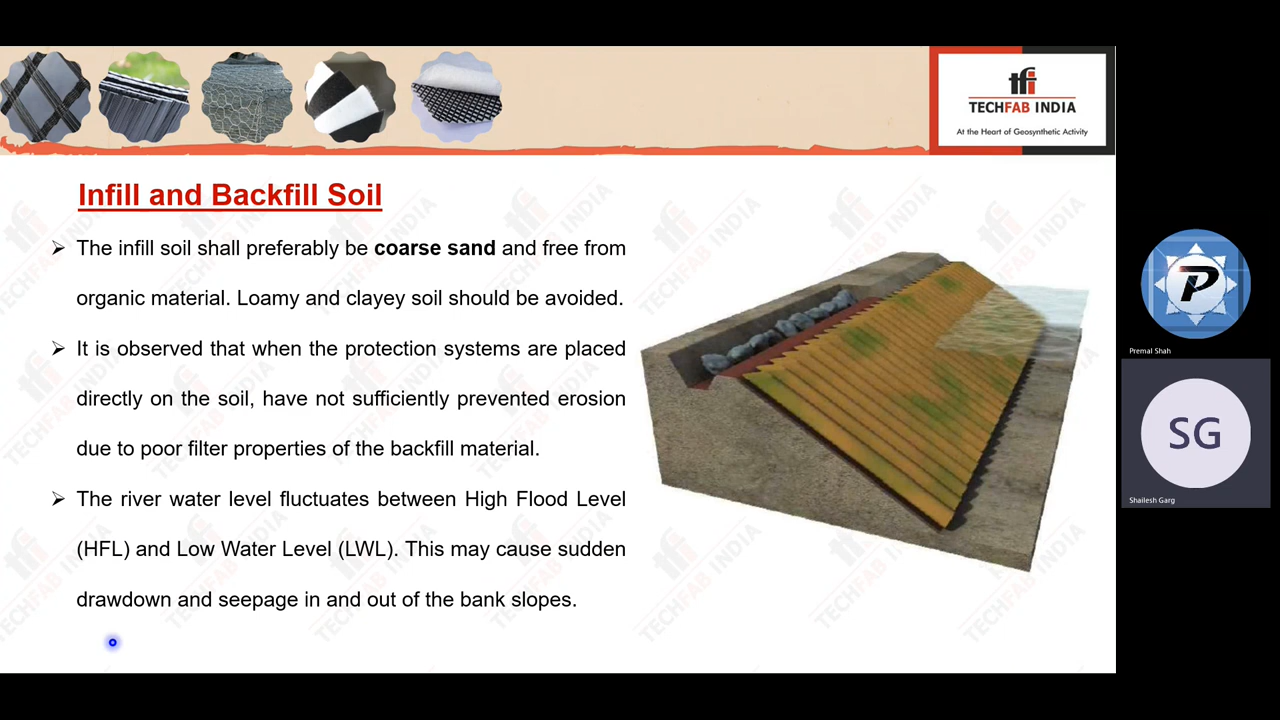 tfi
TECHFAB INDIA
At the Heart of Geosynthetic Activity
Infill and Backfill Soil
➢ The infill soil shall preferably be coarse sand and free from
organic material. Loamy and clayey soil should be avoided.
➢ It is observed that when the protection systems are placed
directly on the soil, have not sufficiently prevented erosion
due to poor filter properties of the backfill material.
➢ The river water level fluctuates between High Flood Level
(HFL) and Low Water Level (LWL). This may cause sudden
drawdown and seepage in and out of the bank slopes.
P
Premal Shah
SG
Shailesh Garg